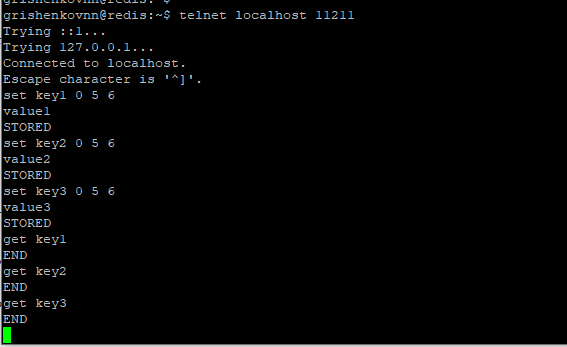 grishenkovnn@redis:~$
grishenkovnn@redis:~$ telnet localhost 11211
Trying ::1...
Trying 127.0.0.1...
Connected to localhost.
Escape character is '^]'.
set key1 0 5 6
value1
STORED
set key2 0 5 6
value2
STORED
set key3 0 5 6
value3
STORED
get key1
END
get key2
END
get key3
END